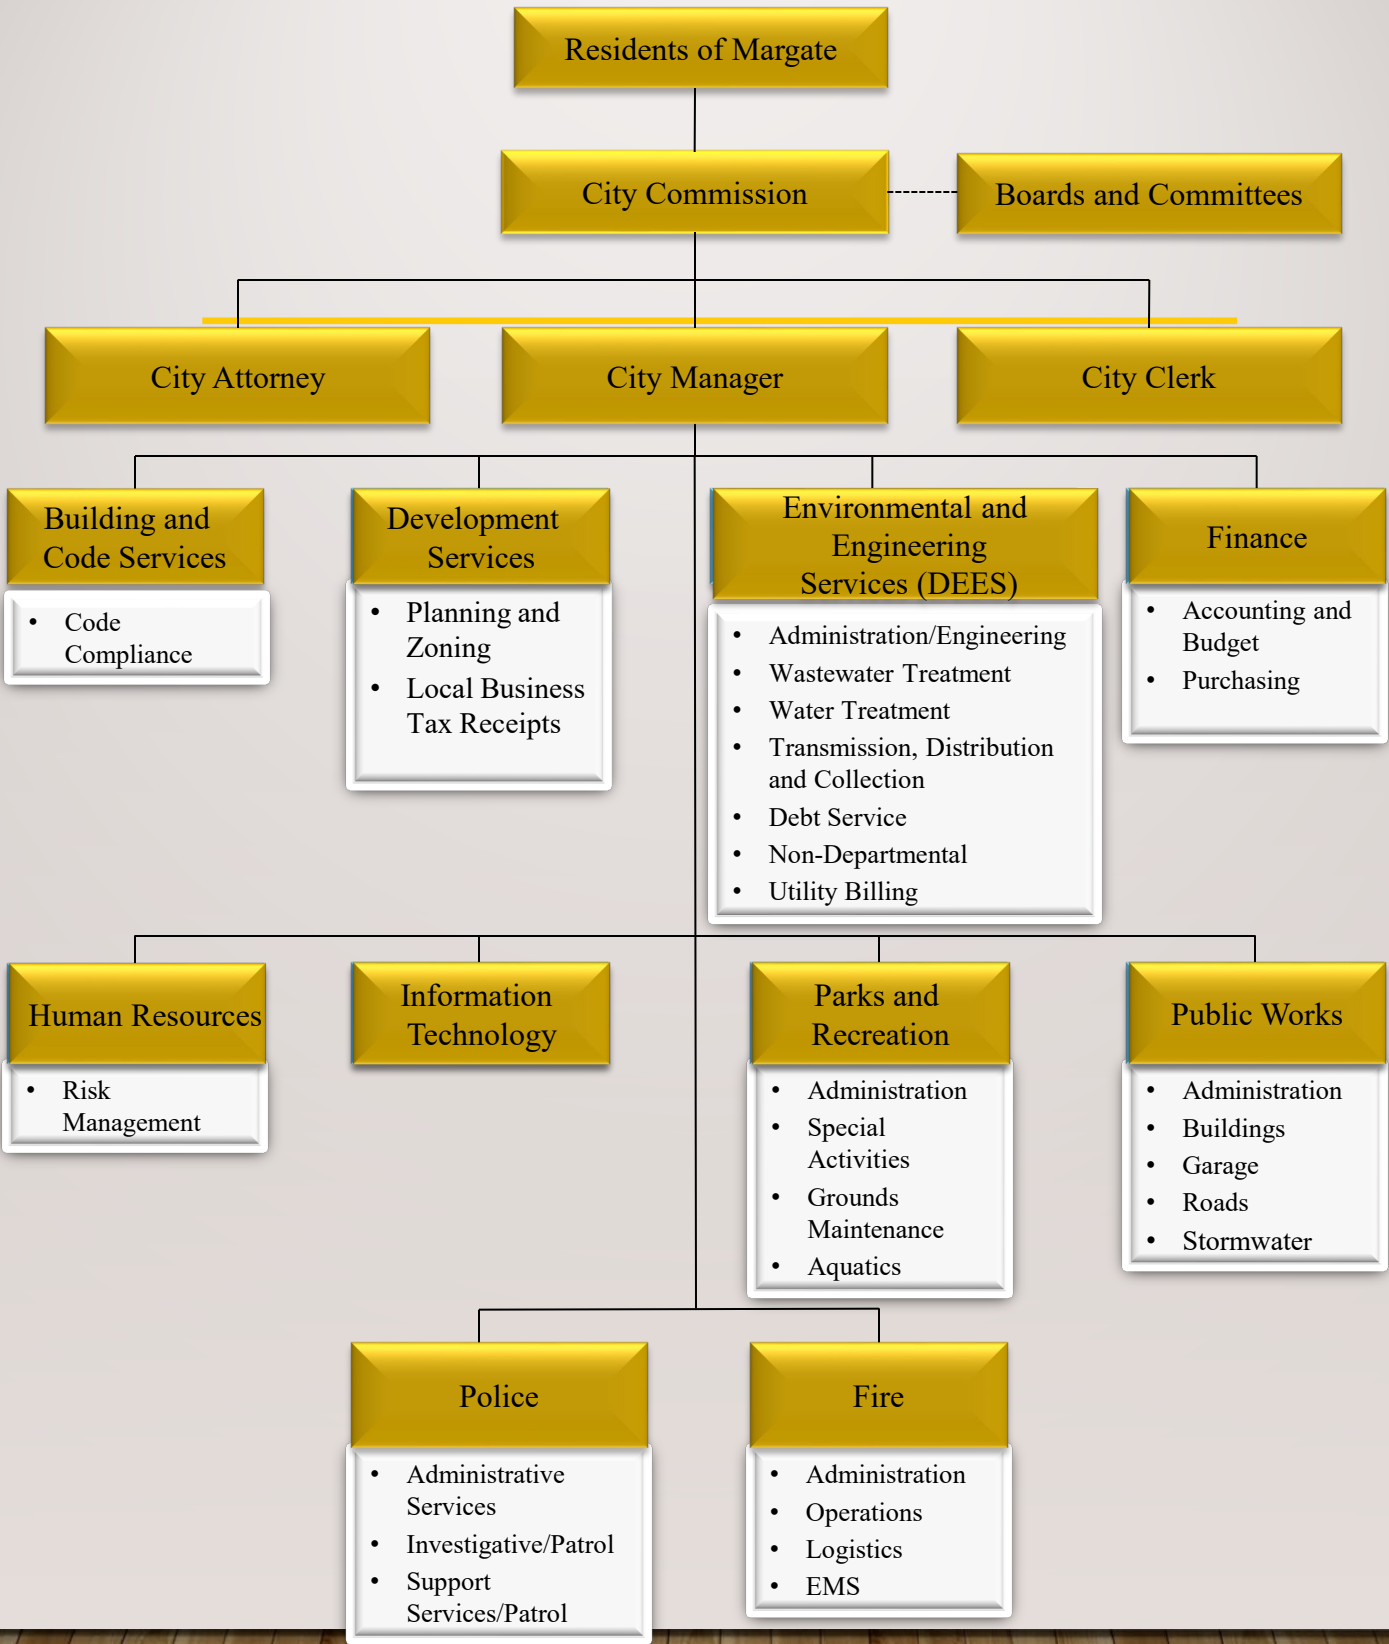 Residents of Margate
City Commission
Boards and Committees
City Attorney
City Manager
City Clerk
Building and
Code Services
• Code
Compliance
Development
Services
• Planning and
Zoning
• Local Business
Tax Receipts
Environmental and
Engineering
Services (DEES)
• Administration/Engineering
• Wastewater Treatment
• Water Treatment
• Transmission, Distribution
and Collection
• Debt Service
• Non-Departmental
• Utility Billing
Finance
• Accounting and
Budget
• Purchasing
Human Resources
• Risk
Management
Information
Technology
Parks and
Recreation
• Administration
• Special
Activities
• Grounds
Maintenance
• Aquatics
Public Works
• Administration
• Buildings
• Garage
• Roads
• Stormwater
Police
• Administrative
Services
• Investigative/Patrol
• Support
Services/Patrol
Fire
• Administration
• Operations
• Logistics
• EMS